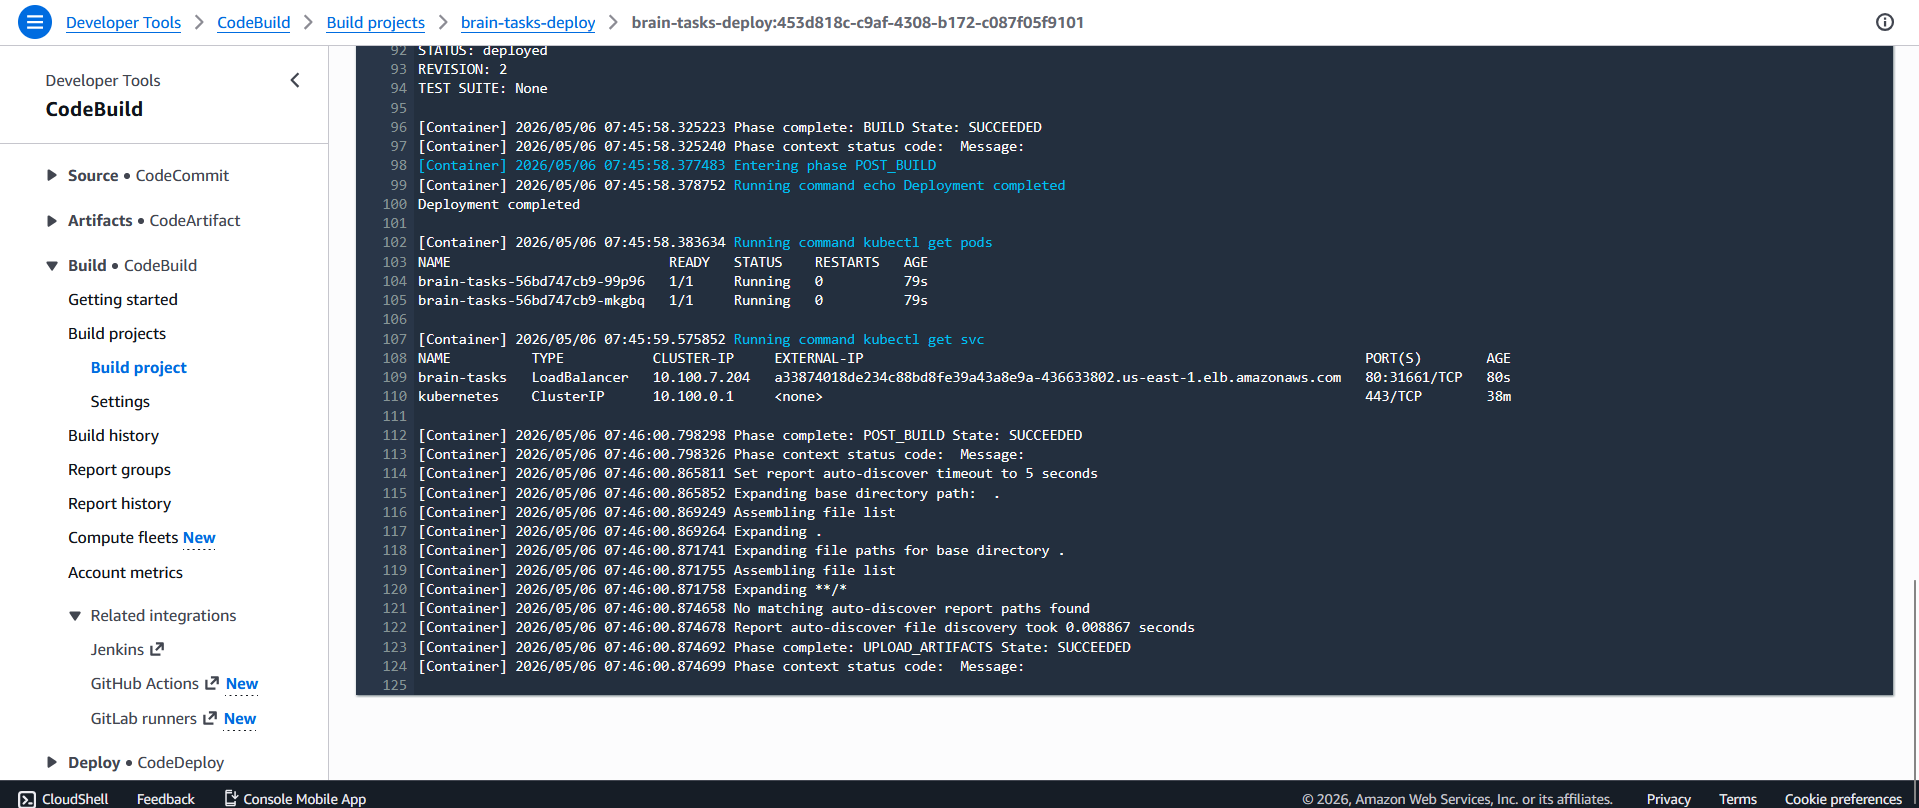 Developer Tools > CodeBuild > Build projects > brain-tasks-deploy > brain-tasks-deploy:453d818c-c9af-4308-b172-c087f05f9101
Developer Tools
CodeBuild
Source • CodeCommit
Artifacts • CodeArtifact
Build • CodeBuild
Getting started
Build projects
Build project
Settings
Build history
Report groups
Report history
Compute fleets New
Account metrics
Related integrations
Jenkins
GitHub Actions New
GitLab runners New
Deploy • CodeDeploy
92 STATUS: deployed
93 REVISION: 2
94 TEST SUITE: None
95
96 [Container] 2026/05/06 07:45:58.325223 Phase complete: BUILD State: SUCCEEDED
97 [Container] 2026/05/06 07:45:58.325240 Phase context status code:  Message:
98 [Container] 2026/05/06 07:45:58.377483 Entering phase POST_BUILD
99 [Container] 2026/05/06 07:45:58.378752 Running command echo Deployment completed
100 Deployment completed
101
102 [Container] 2026/05/06 07:45:58.383634 Running command kubectl get pods
103 NAME                           READY   STATUS    RESTARTS   AGE
104 brain-tasks-56bd747cb9-99p96   1/1     Running   0          79s
105 brain-tasks-56bd747cb9-mkgbq   1/1     Running   0          79s
106
107 [Container] 2026/05/06 07:45:59.575852 Running command kubectl get svc
108 NAME          TYPE           CLUSTER-IP     EXTERNAL-IP                                                              PORT(S)        AGE
109 brain-tasks   LoadBalancer   10.100.7.204   a33874018de234c88bd8fe39a43a8e9a-436633802.us-east-1.elb.amazonaws.com   80:31661/TCP   80s
110 kubernetes    ClusterIP      10.100.0.1     <none>                                                                   443/TCP        38m
111
112 [Container] 2026/05/06 07:46:00.798298 Phase complete: POST_BUILD State: SUCCEEDED
113 [Container] 2026/05/06 07:46:00.798326 Phase context status code:  Message:
114 [Container] 2026/05/06 07:46:00.865811 Set report auto-discover timeout to 5 seconds
115 [Container] 2026/05/06 07:46:00.865852 Expanding base directory path:  .
116 [Container] 2026/05/06 07:46:00.869249 Assembling file list
117 [Container] 2026/05/06 07:46:00.869264 Expanding .
118 [Container] 2026/05/06 07:46:00.871741 Expanding file paths for base directory .
119 [Container] 2026/05/06 07:46:00.871755 Assembling file list
120 [Container] 2026/05/06 07:46:00.871758 Expanding **/*
121 [Container] 2026/05/06 07:46:00.874658 No matching auto-discover report paths found
122 [Container] 2026/05/06 07:46:00.874678 Report auto-discover file discovery took 0.008867 seconds
123 [Container] 2026/05/06 07:46:00.874692 Phase complete: UPLOAD_ARTIFACTS State: SUCCEEDED
124 [Container] 2026/05/06 07:46:00.874699 Phase context status code:  Message:
125
CloudShell Feedback Console Mobile App © 2026, Amazon Web Services, Inc. or its affiliates. Privacy Terms Cookie preferences